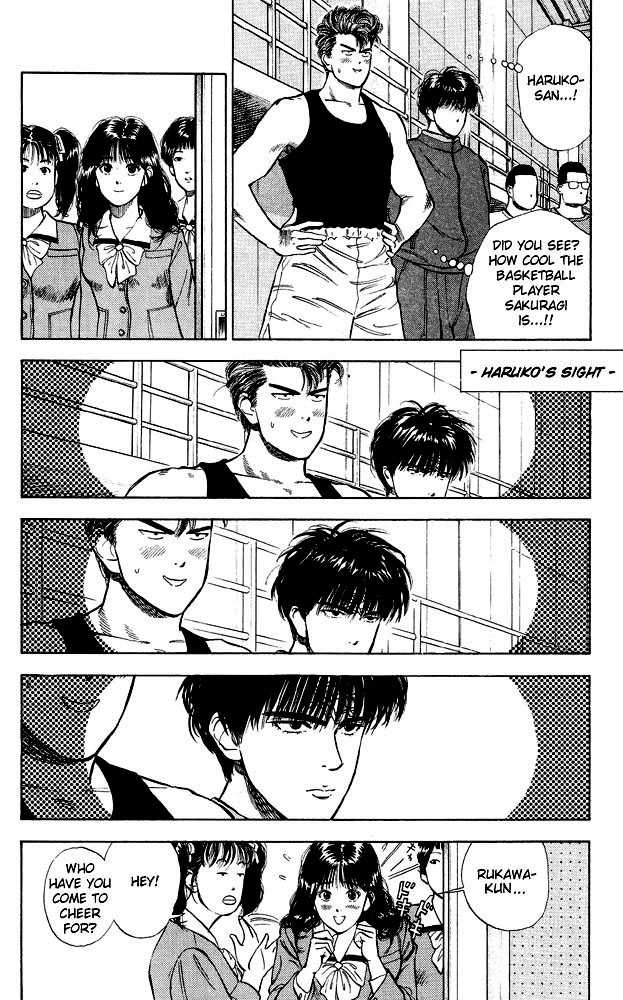 HARUKO-
SAN...!
DID YOU SEE?
HOW COOL THE
BASKETBALL
PLAYER
SAKURAGI
IS...!!
- HARUKO'S SIGHT -
RUKAWA-
KUN...
HEY!
WHO
HAVE YOU
COME TO
CHEER
FOR?